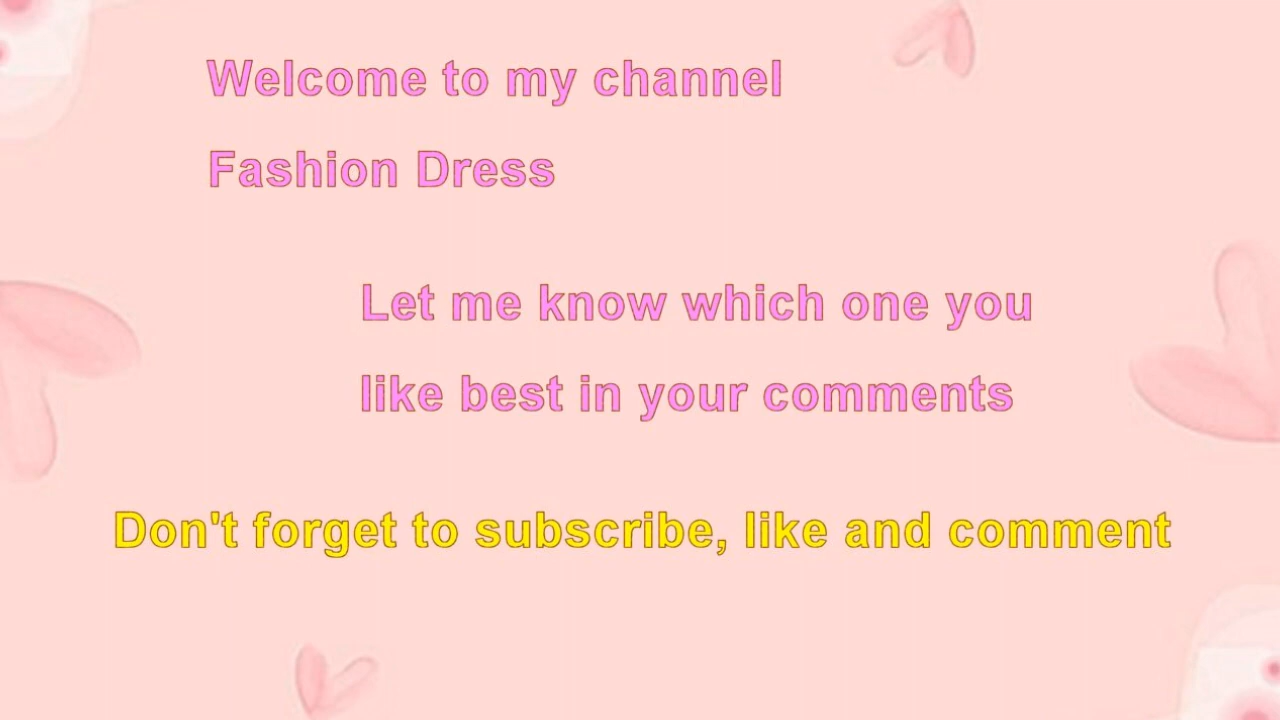 Welcome to my channel
Fashion Dress
Let me know which one you
like best in your comments
Don't forget to subscribe, like and comment